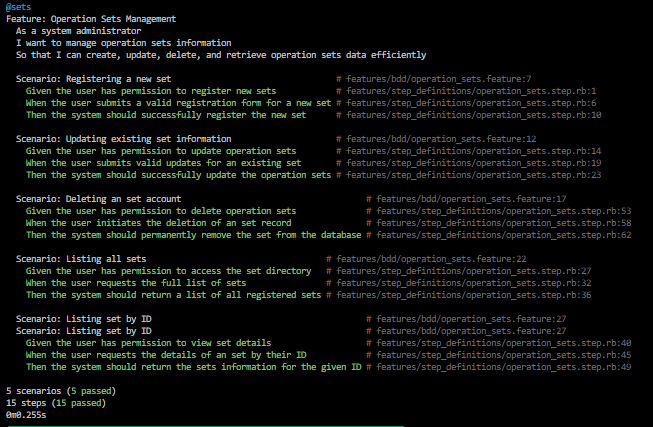 @sets
Feature: Operation Sets Management
  As a system administrator
  I want to manage operation sets information
  So that I can create, update, delete, and retrieve operation sets data efficiently

  Scenario: Registering a new set                                # features/bdd/operation_sets.feature:7
    Given the user has permission to register new sets           # features/step_definitions/operation_sets.step.rb:1
    When the user submits a valid registration form for a new set # features/step_definitions/operation_sets.step.rb:6
    Then the system should successfully register the new set     # features/step_definitions/operation_sets.step.rb:10

  Scenario: Updating existing set information                    # features/bdd/operation_sets.feature:12
    Given the user has permission to update operation sets       # features/step_definitions/operation_sets.step.rb:14
    When the user submits valid updates for an existing set      # features/step_definitions/operation_sets.step.rb:19
    Then the system should successfully update the operation sets # features/step_definitions/operation_sets.step.rb:23

  Scenario: Deleting an set account                                    # features/bdd/operation_sets.feature:17
    Given the user has permission to delete operation sets             # features/step_definitions/operation_sets.step.rb:53
    When the user initiates the deletion of an set record              # features/step_definitions/operation_sets.step.rb:58
    Then the system should permanently remove the set from the database # features/step_definitions/operation_sets.step.rb:62

  Scenario: Listing all sets                                   # features/bdd/operation_sets.feature:22
    Given the user has permission to access the set directory  # features/step_definitions/operation_sets.step.rb:27
    When the user requests the full list of sets               # features/step_definitions/operation_sets.step.rb:32
    Then the system should return a list of all registered sets # features/step_definitions/operation_sets.step.rb:36

  Scenario: Listing set by ID                                          # features/bdd/operation_sets.feature:27
  Scenario: Listing set by ID                                          # features/bdd/operation_sets.feature:27
    Given the user has permission to view set details                  # features/step_definitions/operation_sets.step.rb:40
    When the user requests the details of an set by their ID           # features/step_definitions/operation_sets.step.rb:45
    Then the system should return the sets information for the given ID # features/step_definitions/operation_sets.step.rb:49

5 scenarios (5 passed)
15 steps (15 passed)
0m0.255s